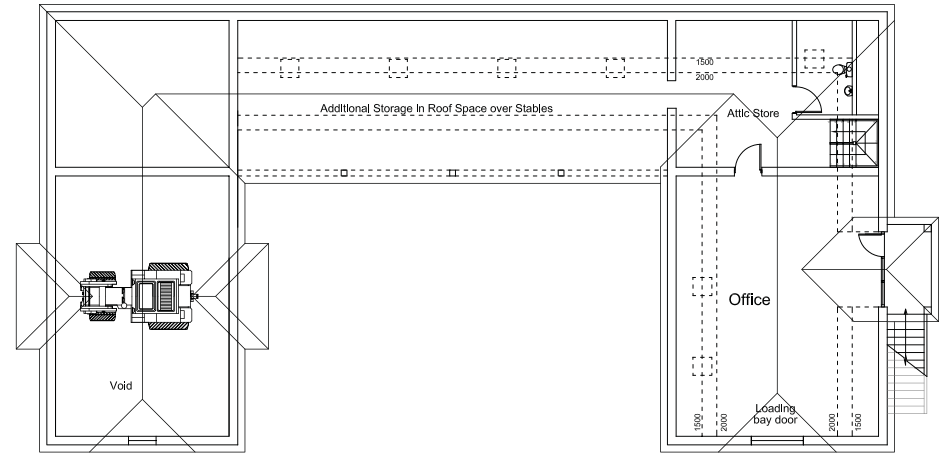 1500
2000
Additional Storage in Roof Space over Stables
Attic Store
Office
Void
Loading
bay door
1500
2000
2000
1500